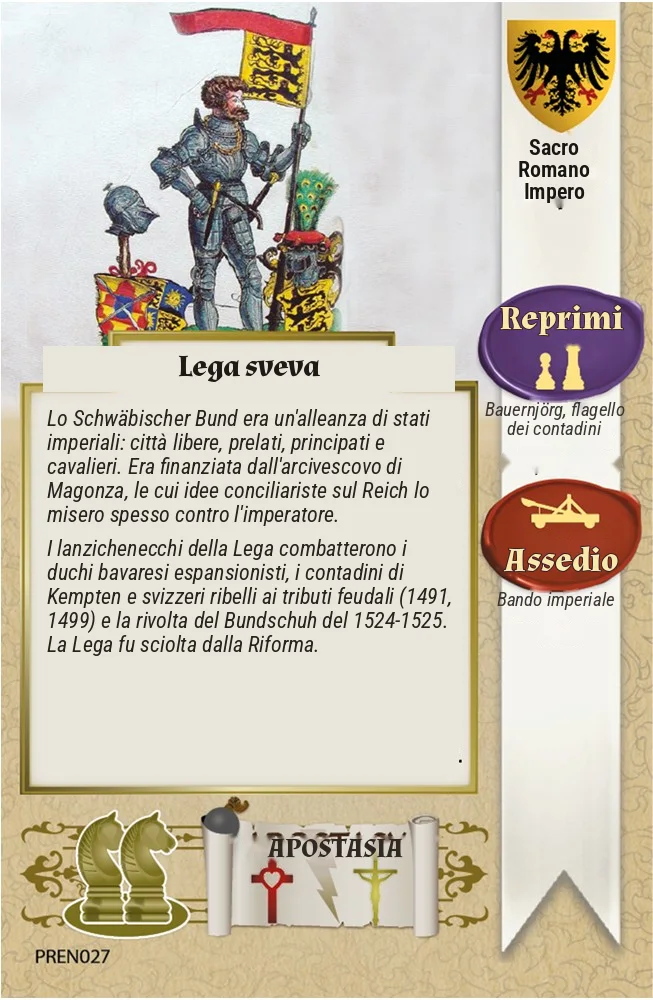 Sacro
Romano
Impero
Reprimi
Bauernjörg, flagello
dei contadini
Assedio
Bando imperiale
Lega sveva
Lo Schwäbischer Bund era un'alleanza di stati
imperiali: città libere, prelati, principati e
cavalieri. Era finanziata dall'arcivescovo di
Magonza, le cui idee conciliariste sul Reich lo
misero spesso contro l'imperatore.
I lanzichenecchi della Lega combatterono i
duchi bavaresi espansionisti, i contadini di
Kempten e svizzeri ribelli ai tributi feudali (1491,
1499) e la rivolta del Bundschuh del 1524-1525.
La Lega fu sciolta dalla Riforma.
.
APOSTASIA
PREN027